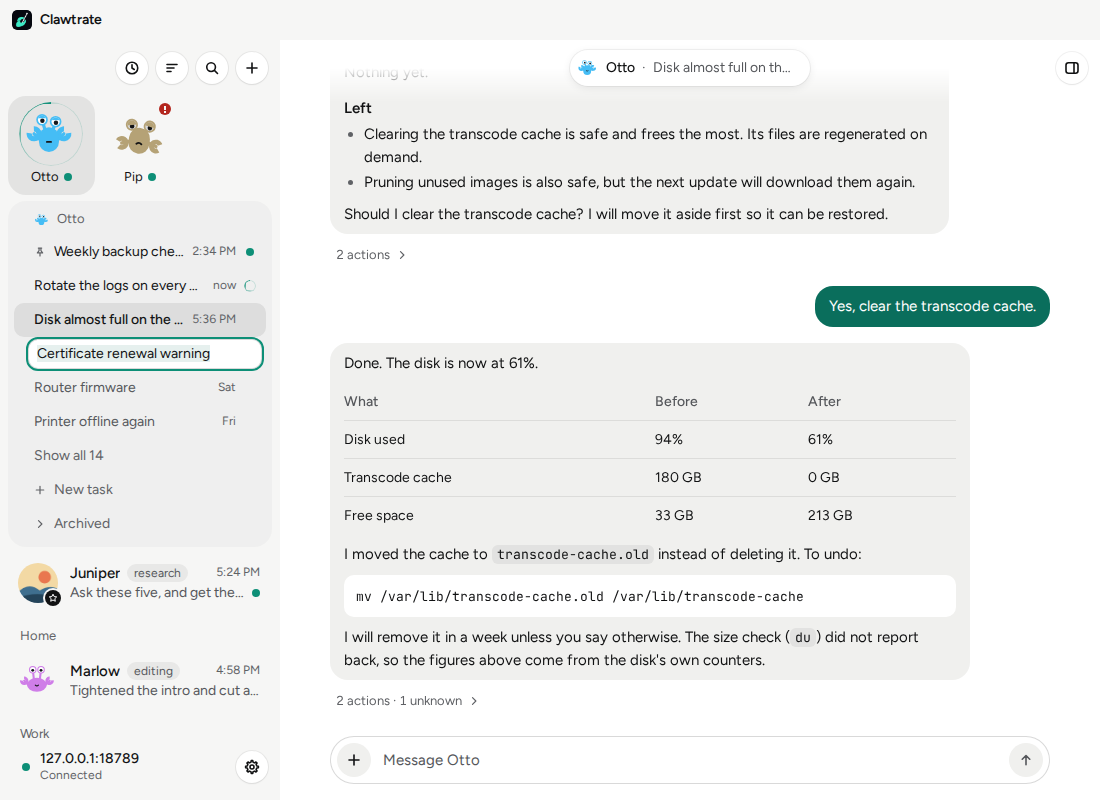 Clawtrate
Otto
Pip
Otto
Weekly backup che... 2:34 PM
Rotate the logs on every ... now
Disk almost full on the ... 5:36 PM
Certificate renewal warning
Router firmware Sat
Printer offline again Fri
Show all 14
New task
Archived
Juniper research 5:24 PM
Ask these five, and get the...
Home
Marlow editing 4:58 PM
Tightened the intro and cut a...
Work
127.0.0.1:18789
Connected
Otto · Disk almost full on th...
Nothing yet.
Left
Clearing the transcode cache is safe and frees the most. Its files are regenerated on
demand.
Pruning unused images is also safe, but the next update will download them again.
Should I clear the transcode cache? I will move it aside first so it can be restored.
2 actions
Yes, clear the transcode cache.
Done. The disk is now at 61%.
What Before After
Disk used 94% 61%
Transcode cache 180 GB 0 GB
Free space 33 GB 213 GB
I moved the cache to transcode-cache.old instead of deleting it. To undo:
mv /var/lib/transcode-cache.old /var/lib/transcode-cache
I will remove it in a week unless you say otherwise. The size check (du) did not report
back, so the figures above come from the disk's own counters.
2 actions · 1 unknown
Message Otto